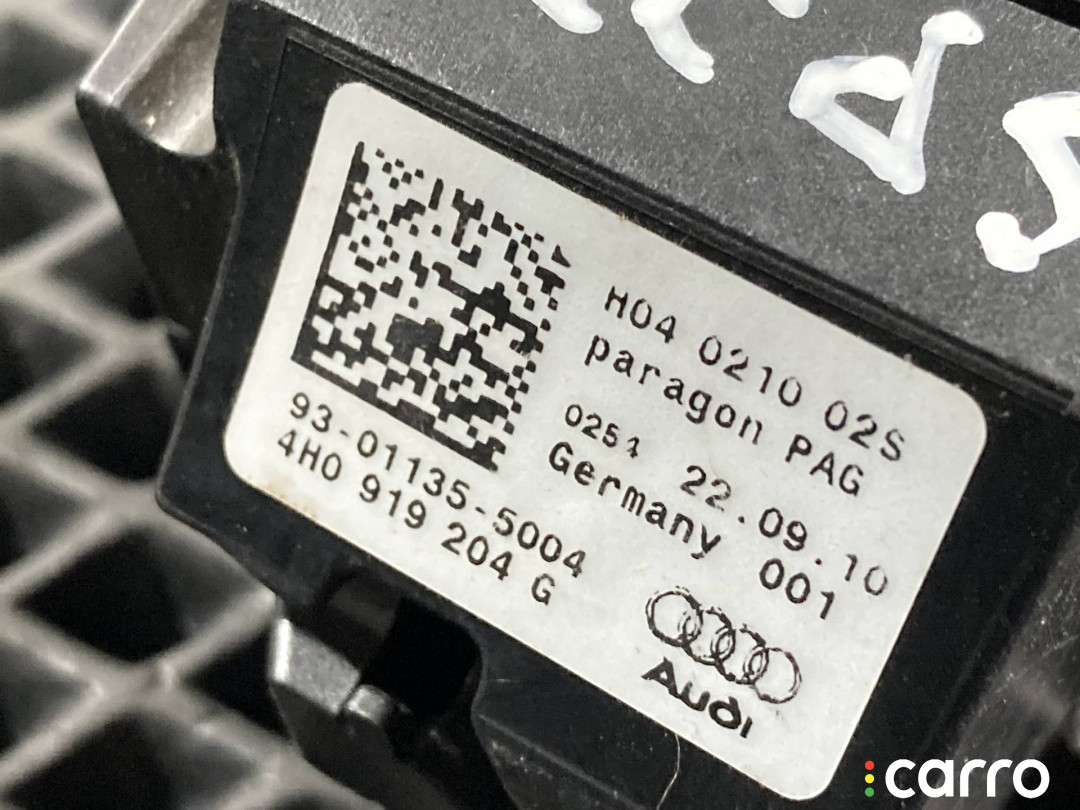 H04 0210 02S
paragon PAG
0251 22.09.10
Germany 001
93-01135-5004
4H0 919 204 G
Audi
carro